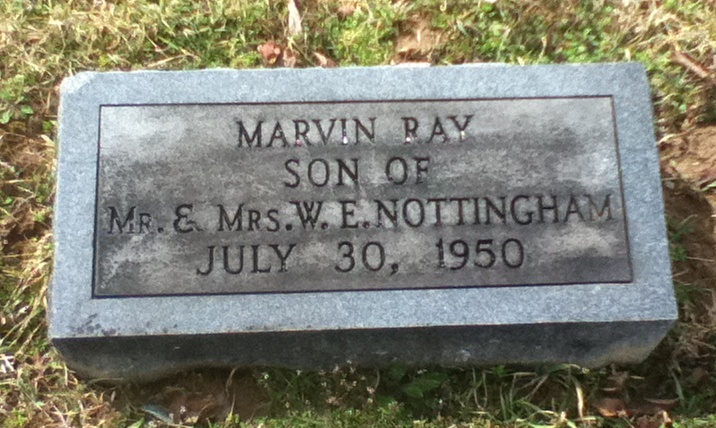 MARVIN RAY
SON OF
MR. & MRS. W. E. NOTTINGHAM
JULY 30, 1950